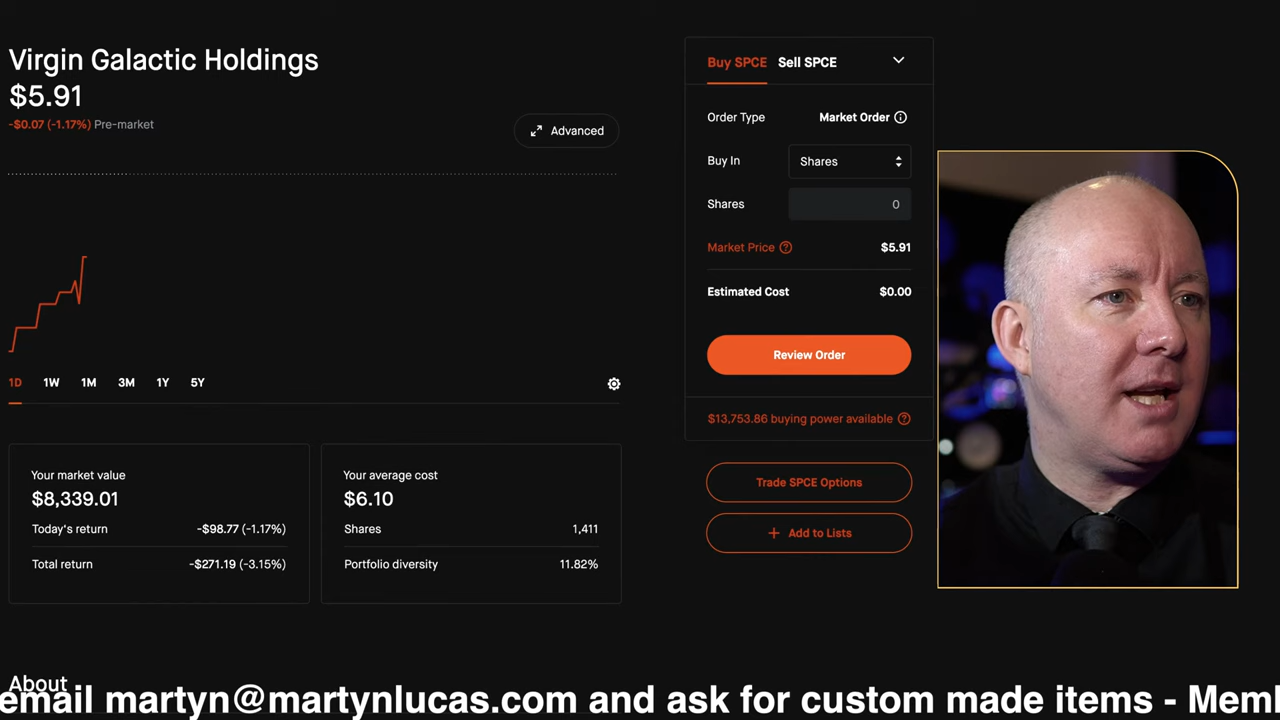 Virgin Galactic Holdings
$5.91
-$0.07 (-1.17%) Pre-market
Advanced
1D 1W 1M 3M 1Y 5Y
Your market value
$8,339.01
Today's return -$98.77 (-1.17%)
Total return -$271.19 (-3.15%)
Your average cost
$6.10
Shares 1,411
Portfolio diversity 11.82%
Buy SPCE Sell SPCE
Order Type Market Order
Buy In Shares
Shares 0
Market Price $5.91
Estimated Cost $0.00
Review Order
$13,753.86 buying power available
Trade SPCE Options
+ Add to Lists
About
email martyn@martynlucas.com and ask for custom made items - Memb